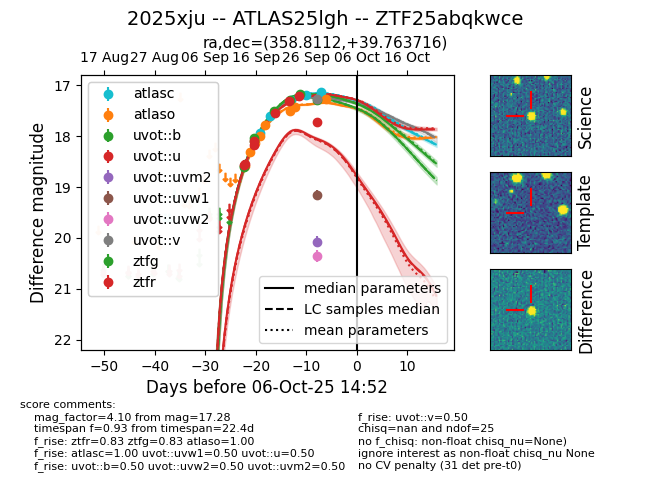 2025xju -- ATLAS25lgh -- ZTF25abqkwce
ra,dec=(358.8112,+39.763716)
17 Aug 27 Aug 06 Sep 16 Sep 26 Sep 06 Oct 16 Oct
17
18
19
20
21
22
Difference magnitude
atlasc
atlaso
uvot::b
uvot::u
uvot::uvm2
uvot::uvw1
uvot::uvw2
uvot::v
ztfg
ztfr
median parameters
LC samples median
mean parameters
−50 −40 −30 −20 −10 0 10
Days before 06-Oct-25 14:52
Science
Template
Difference
score comments:
mag_factor=4.10 from mag=17.28
timespan f=0.93 from timespan=22.4d
f_rise: ztfr=0.83 ztfg=0.83 atlaso=1.00
f_rise: atlasc=1.00 uvot::uvw1=0.50 uvot::u=0.50
f_rise: uvot::b=0.50 uvot::uvw2=0.50 uvot::uvm2=0.50
f_rise: uvot::v=0.50
chisq=nan and ndof=25
no f_chisq: non-float chisq_nu=None)
ignore interest as non-float chisq_nu None
no CV penalty (31 det pre-t0)